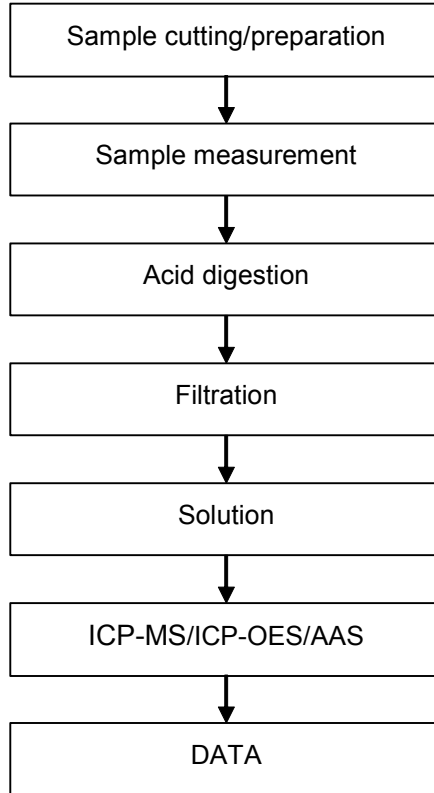 Sample cutting/preparation
Sample measurement
Acid digestion
Filtration
Solution
ICP-MS/ICP-OES/AAS
DATA